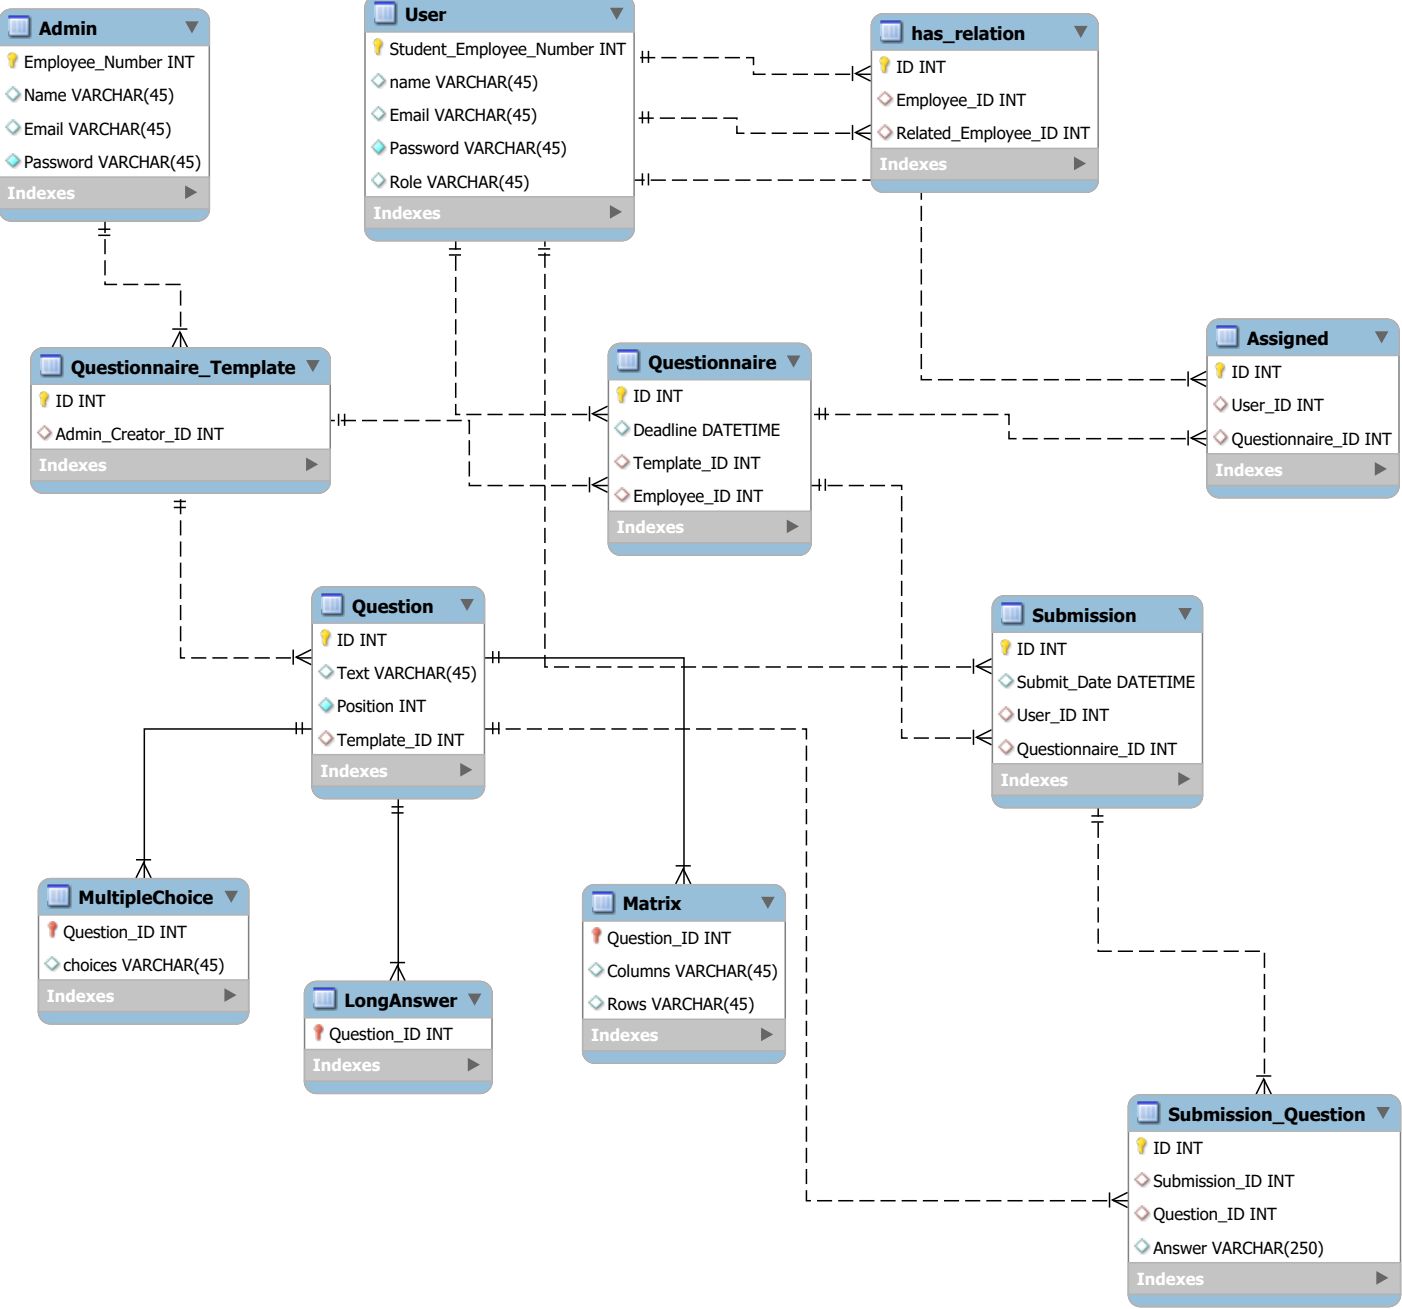 Admin
Employee_Number INT
Name VARCHAR(45)
Email VARCHAR(45)
Password VARCHAR(45)
Indexes
User
Student_Employee_Number INT
name VARCHAR(45)
Email VARCHAR(45)
Password VARCHAR(45)
Role VARCHAR(45)
Indexes
has_relation
ID INT
Employee_ID INT
Related_Employee_ID INT
Indexes
Questionnaire_Template
ID INT
Admin_Creator_ID INT
Indexes
Questionnaire
ID INT
Deadline DATETIME
Template_ID INT
Employee_ID INT
Indexes
Assigned
ID INT
User_ID INT
Questionnaire_ID INT
Indexes
Question
ID INT
Text VARCHAR(45)
Position INT
Template_ID INT
Indexes
Submission
ID INT
Submit_Date DATETIME
User_ID INT
Questionnaire_ID INT
Indexes
MultipleChoice
Question_ID INT
choices VARCHAR(45)
Indexes
LongAnswer
Question_ID INT
Indexes
Matrix
Question_ID INT
Columns VARCHAR(45)
Rows VARCHAR(45)
Indexes
Submission_Question
ID INT
Submission_ID INT
Question_ID INT
Answer VARCHAR(250)
Indexes